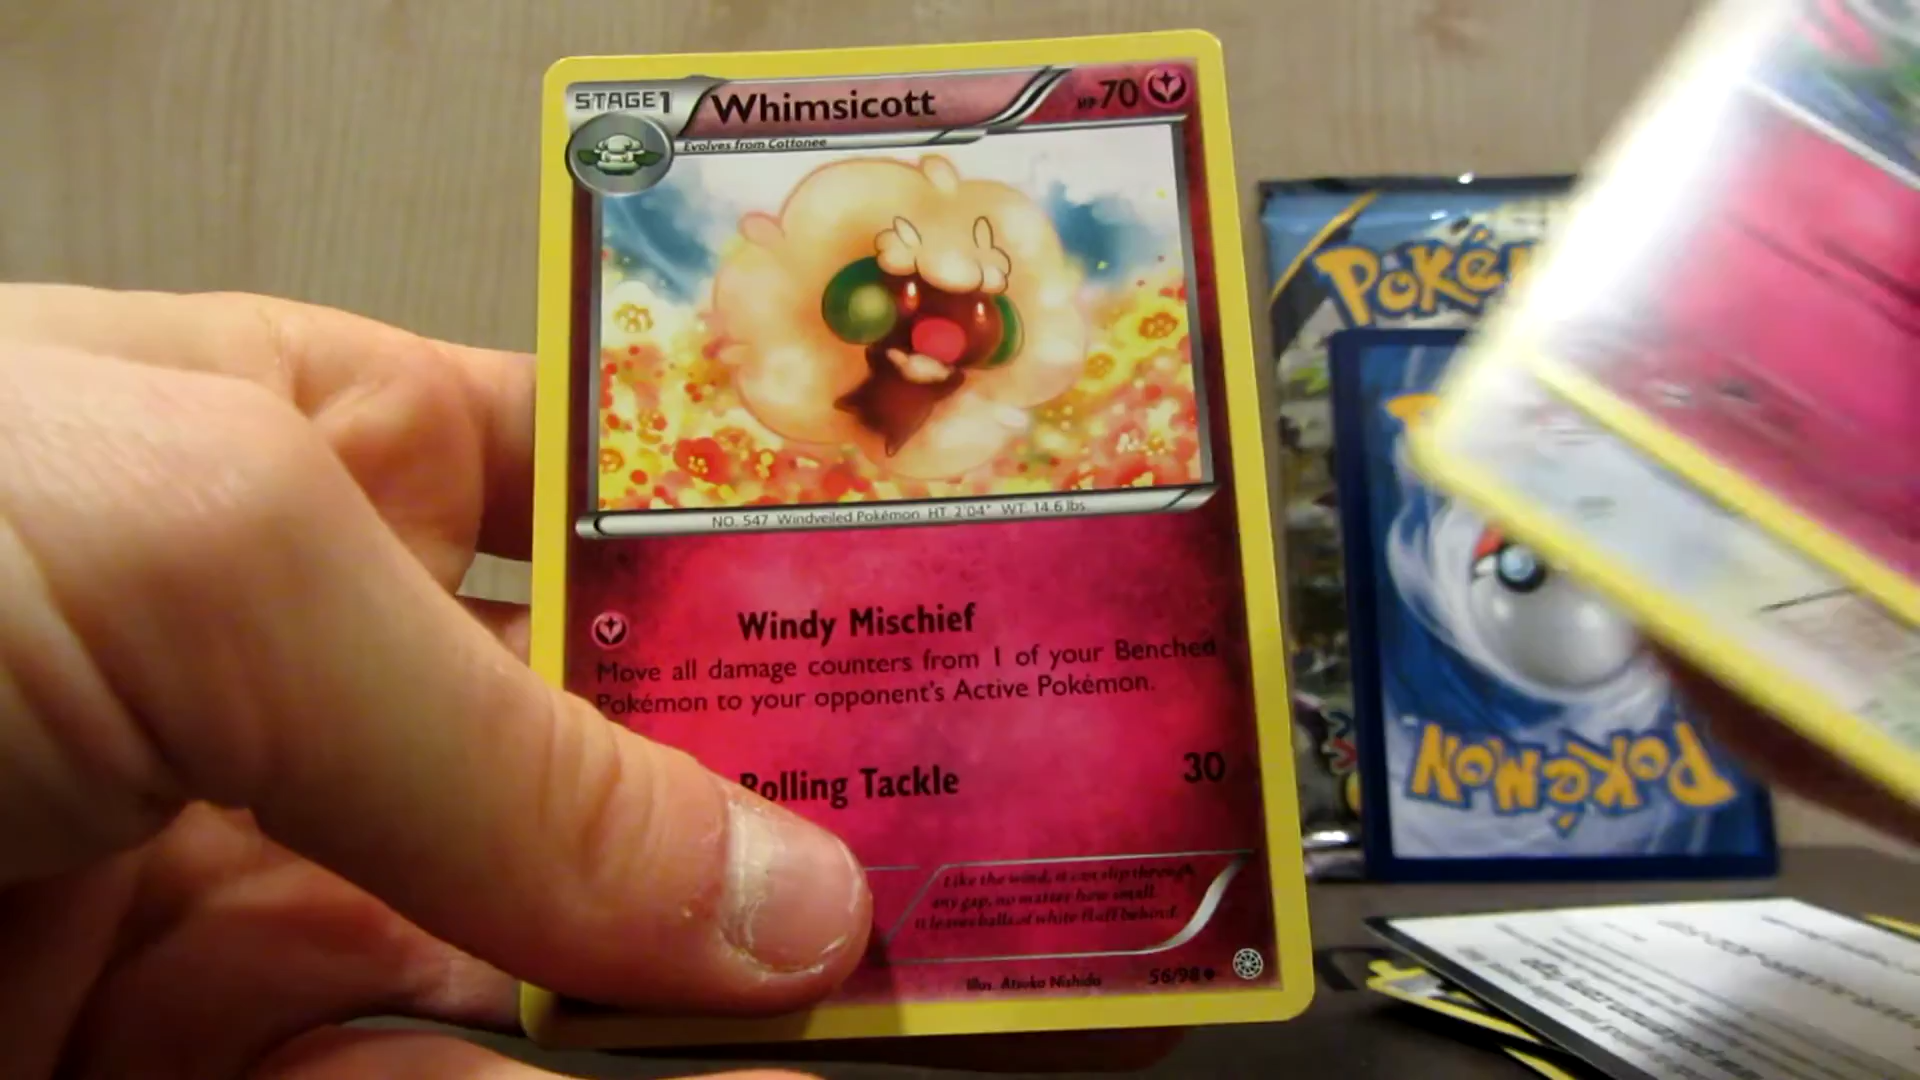 STAGE1 Whimsicott HP70
Evolves from Cottonee
NO. 547 Windveiled Pokémon HT. 2'04" WT. 14.6 lbs
Windy Mischief
Move all damage counters from 1 of your Benched
Pokémon to your opponent's Active Pokémon.
Rolling Tackle 30
Like the wind, it can slip through
any gap, no matter how small.
It leaves balls of white fluff behind.
Illus. Atsuko Nishida 56/98
Poké
POKéMON